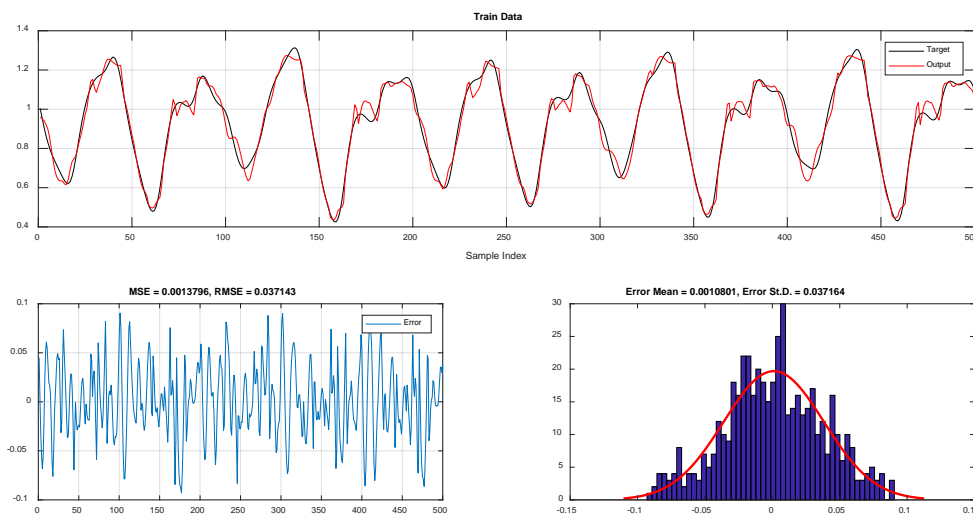 Train Data
1.4
1.2
1
0.8
0.6
0.4
Target
Output
0 50 100 150 200 250 300 350 400 450 500
Sample Index
MSE = 0.0013796, RMSE = 0.037143
0.1
0.05
0
-0.05
-0.1
Error
0 50 100 150 200 250 300 350 400 450 500
Error Mean = 0.0010801, Error St.D. = 0.037164
30
25
20
15
10
5
0
-0.15 -0.1 -0.05 0 0.05 0.1 0.15